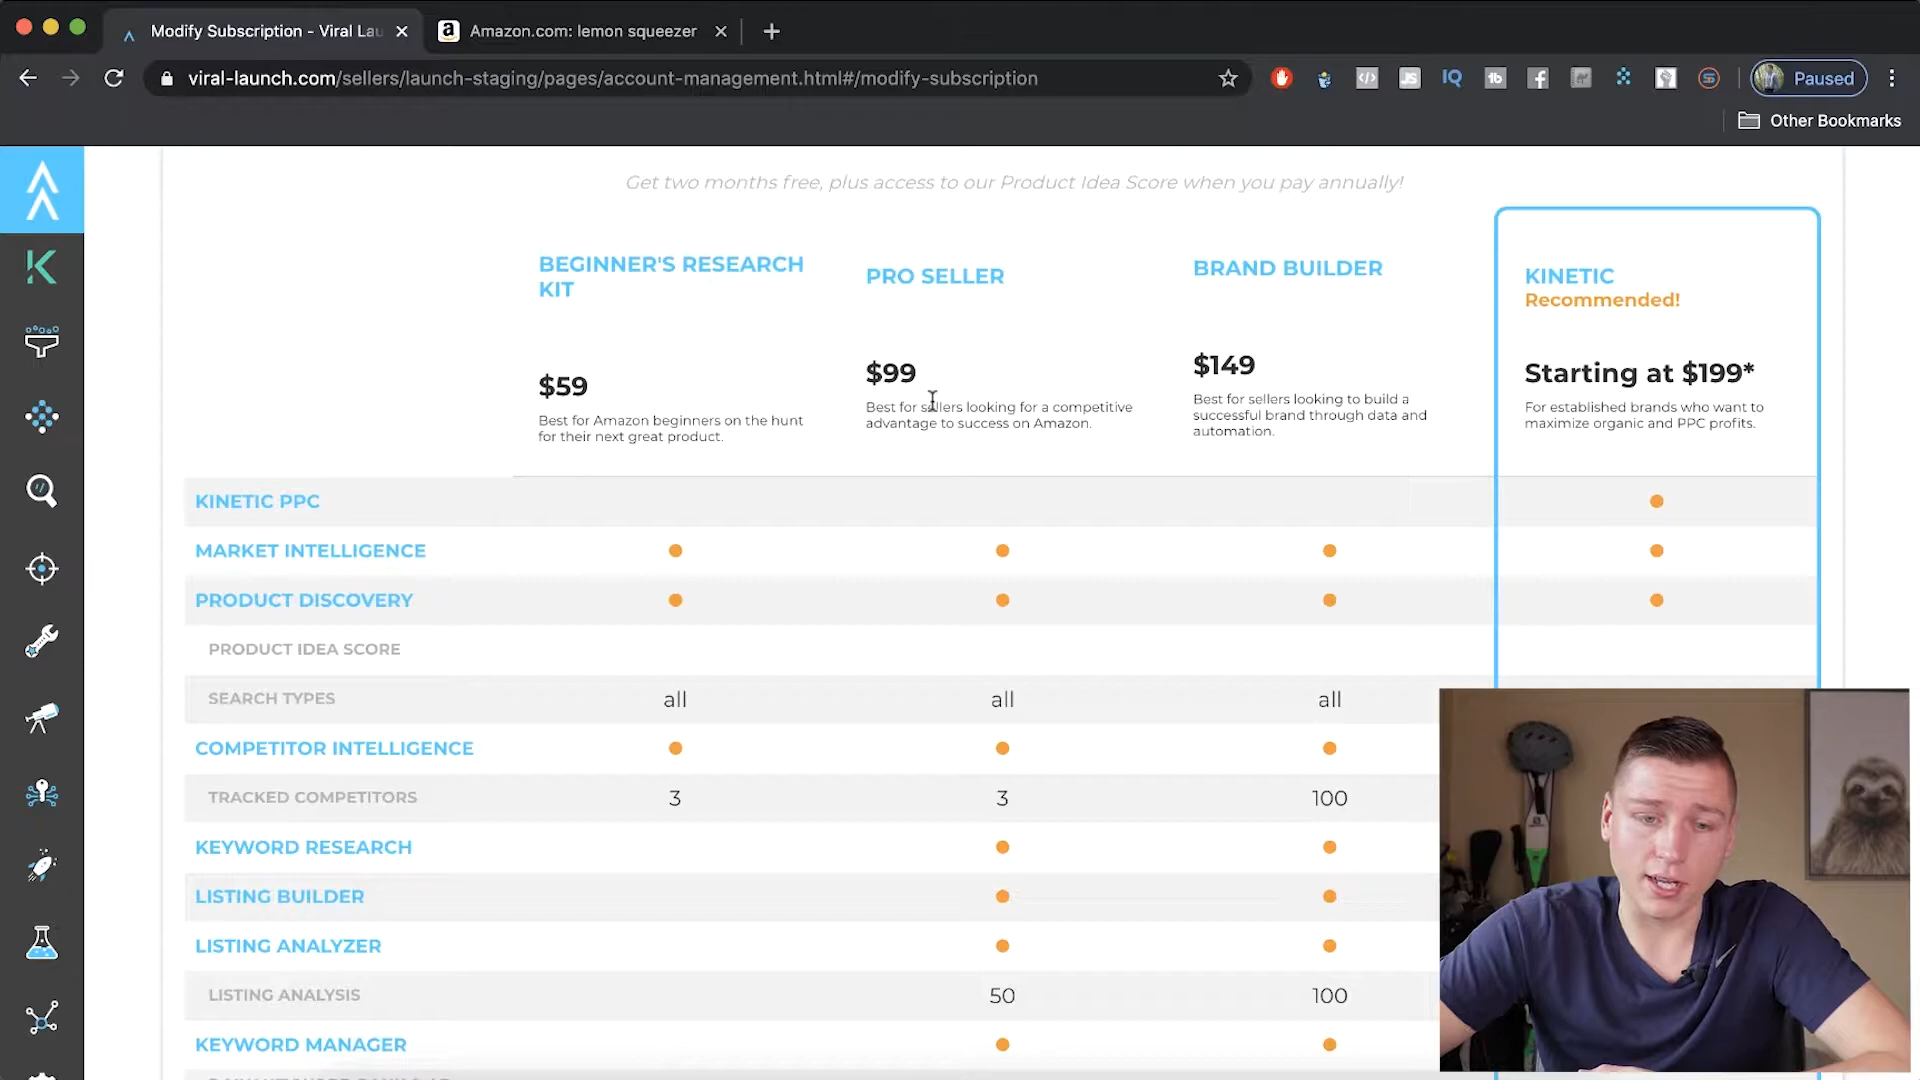 Modify Subscription - Viral Lau
Amazon.com: lemon squeezer
viral-launch.com/sellers/launch-staging/pages/account-management.html#/modify-subscription
Paused
Other Bookmarks
Get two months free, plus access to our Product Idea Score when you pay annually!
BEGINNER'S RESEARCH
KIT
$59
Best for Amazon beginners on the hunt
for their next great product.
PRO SELLER
$99
Best for sellers looking for a competitive
advantage to success on Amazon.
BRAND BUILDER
$149
Best for sellers looking to build a
successful brand through data and
automation.
KINETIC
Recommended!
Starting at $199*
For established brands who want to
maximize organic and PPC profits.
KINETIC PPC
MARKET INTELLIGENCE
PRODUCT DISCOVERY
PRODUCT IDEA SCORE
SEARCH TYPES all all all
COMPETITOR INTELLIGENCE
TRACKED COMPETITORS 3 3 100
KEYWORD RESEARCH
LISTING BUILDER
LISTING ANALYZER
LISTING ANALYSIS 50 100
KEYWORD MANAGER